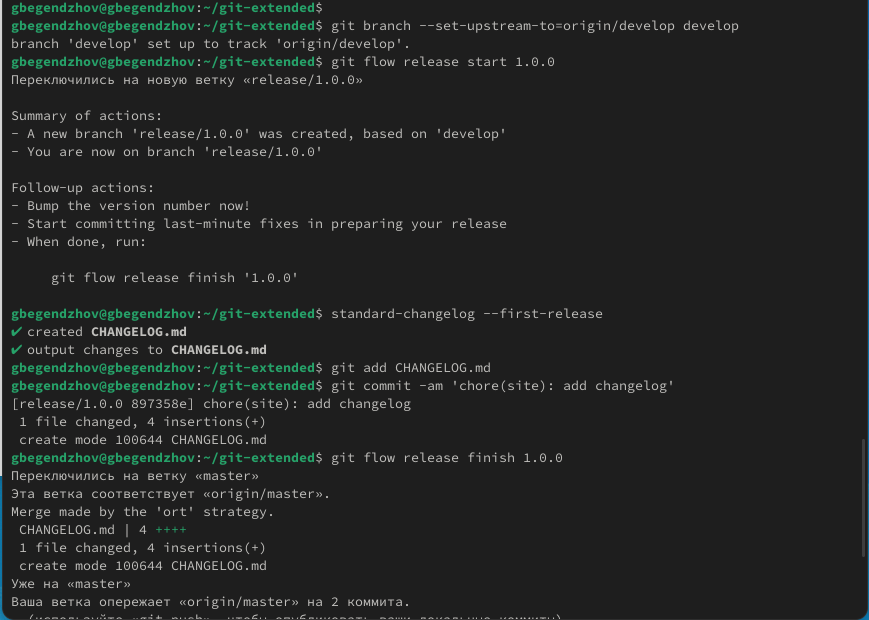 gbegendzhov@gbegendzhov:~/git-extended$
gbegendzhov@gbegendzhov:~/git-extended$ git branch --set-upstream-to=origin/develop develop
branch 'develop' set up to track 'origin/develop'.
gbegendzhov@gbegendzhov:~/git-extended$ git flow release start 1.0.0
Переключились на новую ветку «release/1.0.0»
Summary of actions:
- A new branch 'release/1.0.0' was created, based on 'develop'
- You are now on branch 'release/1.0.0'
Follow-up actions:
- Bump the version number now!
- Start committing last-minute fixes in preparing your release
- When done, run:
git flow release finish '1.0.0'
gbegendzhov@gbegendzhov:~/git-extended$ standard-changelog --first-release
✔ created CHANGELOG.md
✔ output changes to CHANGELOG.md
gbegendzhov@gbegendzhov:~/git-extended$ git add CHANGELOG.md
gbegendzhov@gbegendzhov:~/git-extended$ git commit -am 'chore(site): add changelog'
[release/1.0.0 897358e] chore(site): add changelog
1 file changed, 4 insertions(+)
create mode 100644 CHANGELOG.md
gbegendzhov@gbegendzhov:~/git-extended$ git flow release finish 1.0.0
Переключились на ветку «master»
Эта ветка соответствует «origin/master».
Merge made by the 'ort' strategy.
CHANGELOG.md | 4 ++++
1 file changed, 4 insertions(+)
create mode 100644 CHANGELOG.md
Уже на «master»
Ваша ветка опережает «origin/master» на 2 коммита.
(используйте «git push», чтобы опубликовать ваши локальные коммиты)